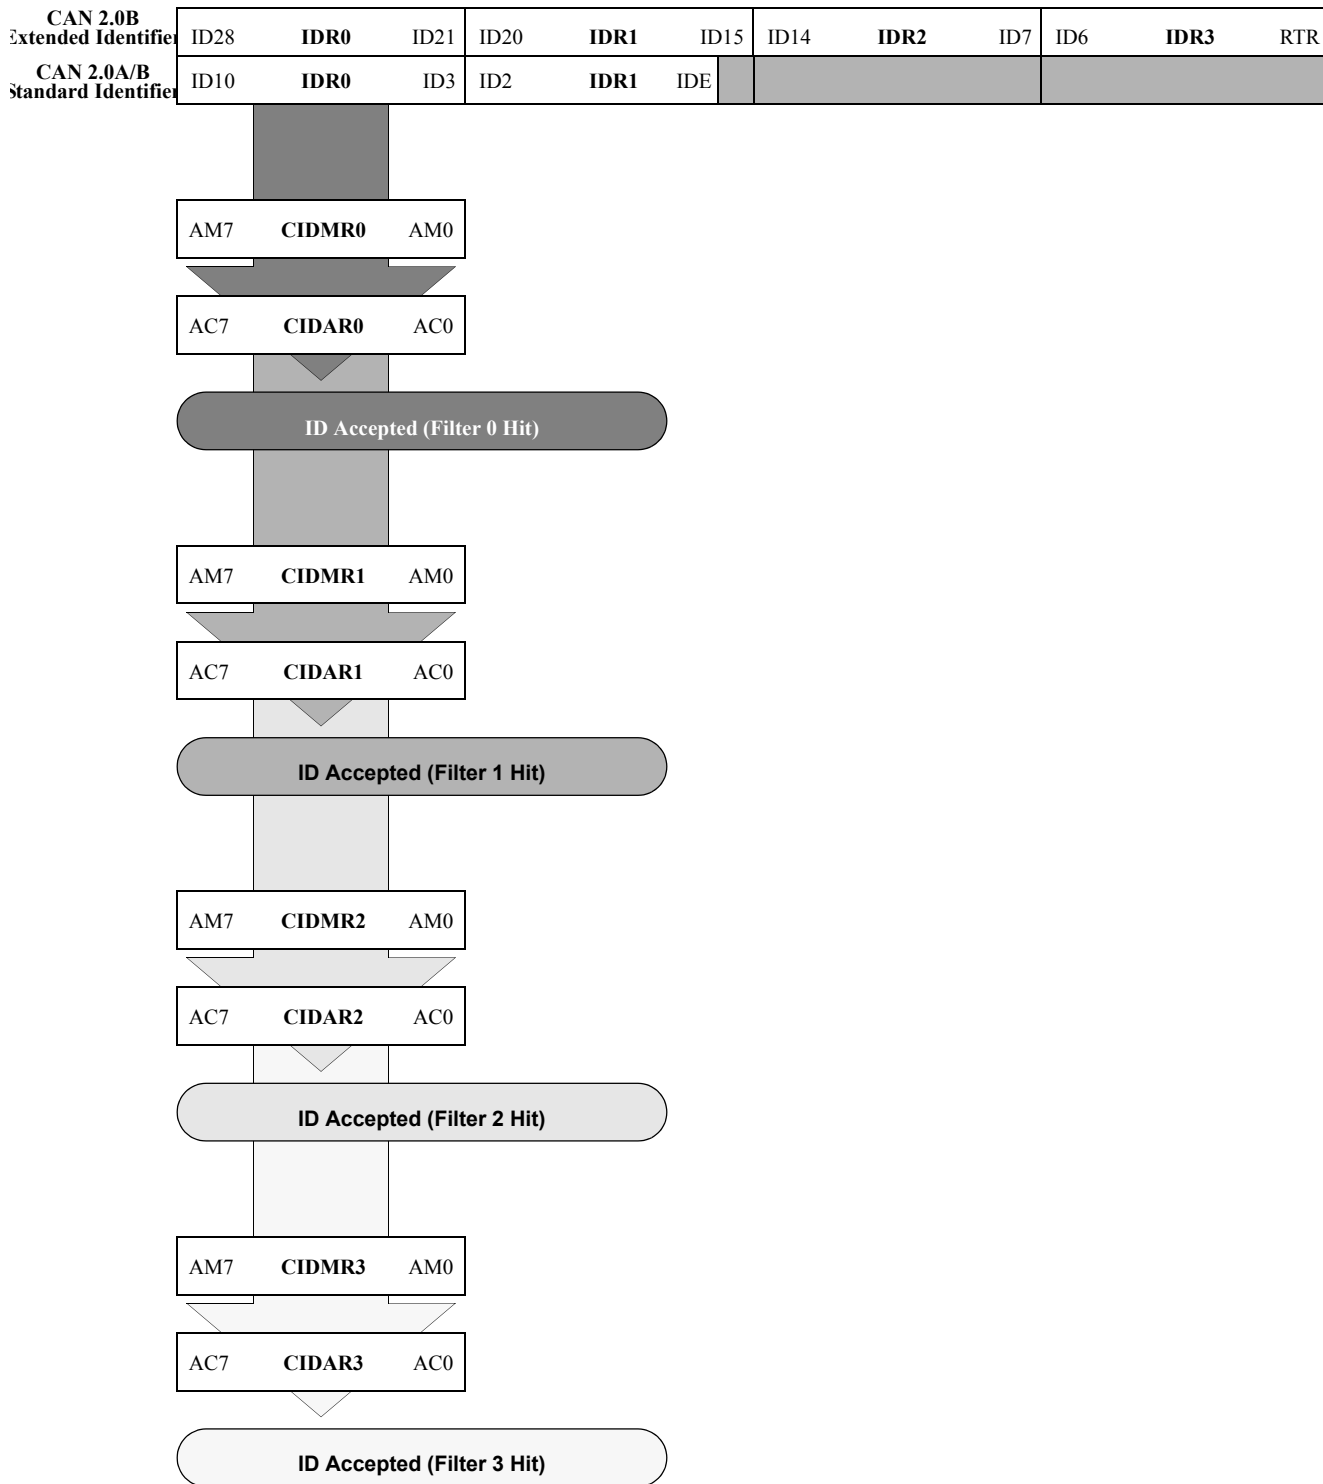 CAN 2.0B
Extended Identifier ID28 IDR0 ID21 ID20 IDR1 ID15 ID14 IDR2 ID7 ID6 IDR3 RTR
CAN 2.0A/B
Standard Identifier ID10 IDR0 ID3 ID2 IDR1 IDE
AM7 CIDMR0 AM0
AC7 CIDAR0 AC0
ID Accepted (Filter 0 Hit)
AM7 CIDMR1 AM0
AC7 CIDAR1 AC0
ID Accepted (Filter 1 Hit)
AM7 CIDMR2 AM0
AC7 CIDAR2 AC0
ID Accepted (Filter 2 Hit)
AM7 CIDMR3 AM0
AC7 CIDAR3 AC0
ID Accepted (Filter 3 Hit)